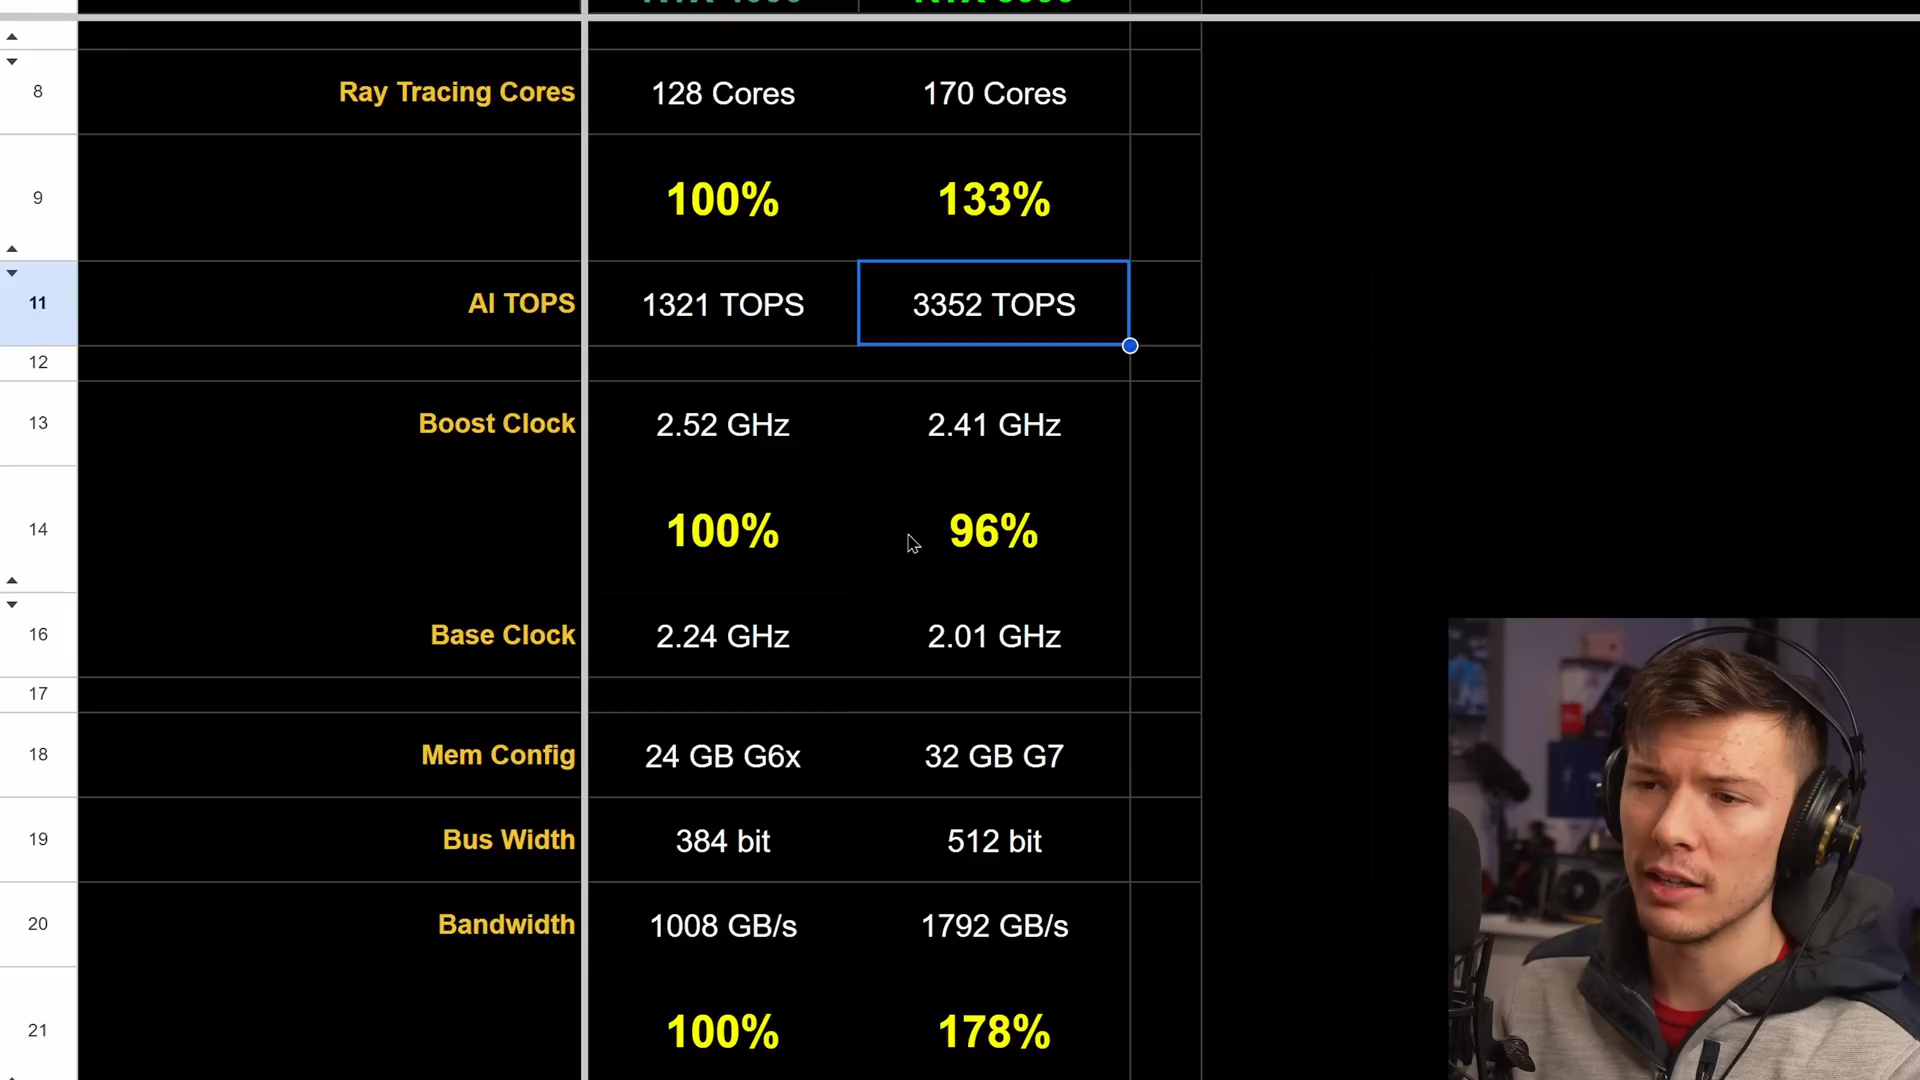 8 Ray Tracing Cores 128 Cores 170 Cores
9 100% 133%
11 AI TOPS 1321 TOPS 3352 TOPS
12
13 Boost Clock 2.52 GHz 2.41 GHz
14 100% 96%
16 Base Clock 2.24 GHz 2.01 GHz
17
18 Mem Config 24 GB G6x 32 GB G7
19 Bus Width 384 bit 512 bit
20 Bandwidth 1008 GB/s 1792 GB/s
21 100% 178%